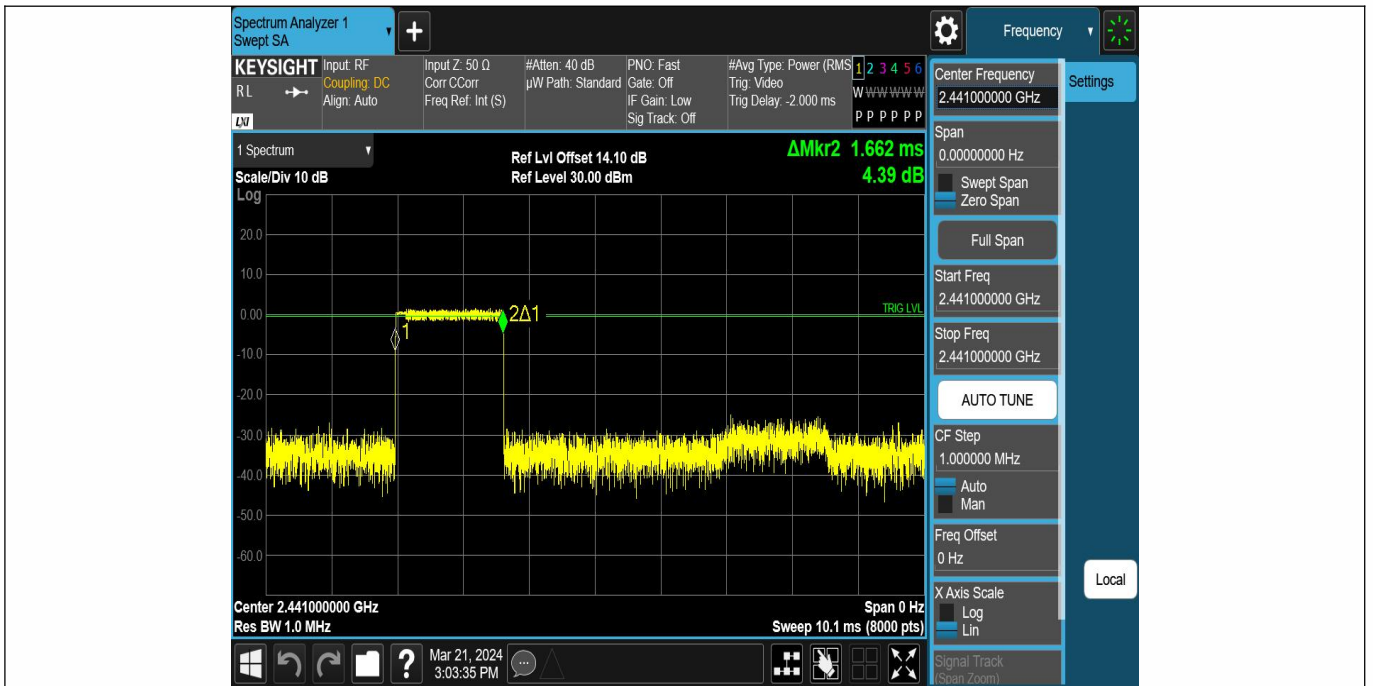 Spectrum Analyzer 1
Swept SA
Frequency
KEYSIGHT
R L
LXI
Input: RF
Coupling: DC
Align: Auto
Input Z: 50 Ω
Corr CCorr
Freq Ref: Int (S)
#Atten: 40 dB
µW Path: Standard
PNO: Fast
Gate: Off
IF Gain: Low
Sig Track: Off
#Avg Type: Power (RMS
Trig: Video
Trig Delay: -2.000 ms
1 2 3 4 5 6
W W W W W W
P P P P P P
1 Spectrum
Scale/Div 10 dB
Log
Ref Lvl Offset 14.10 dB
Ref Level 30.00 dBm
ΔMkr2 1.662 ms
4.39 dB
20.0
10.0
0.00
-10.0
-20.0
-30.0
-40.0
-50.0
-60.0
1
2Δ1
TRIG LVL
Center 2.441000000 GHz
Res BW 1.0 MHz
Span 0 Hz
Sweep 10.1 ms (8000 pts)
Center Frequency
2.441000000 GHz
Settings
Span
0.00000000 Hz
Swept Span
Zero Span
Full Span
Start Freq
2.441000000 GHz
Stop Freq
2.441000000 GHz
AUTO TUNE
CF Step
1.000000 MHz
Auto
Man
Freq Offset
0 Hz
X Axis Scale
Log
Lin
Signal Track
(Span Zoom)
Local
?
Mar 21, 2024
3:03:35 PM